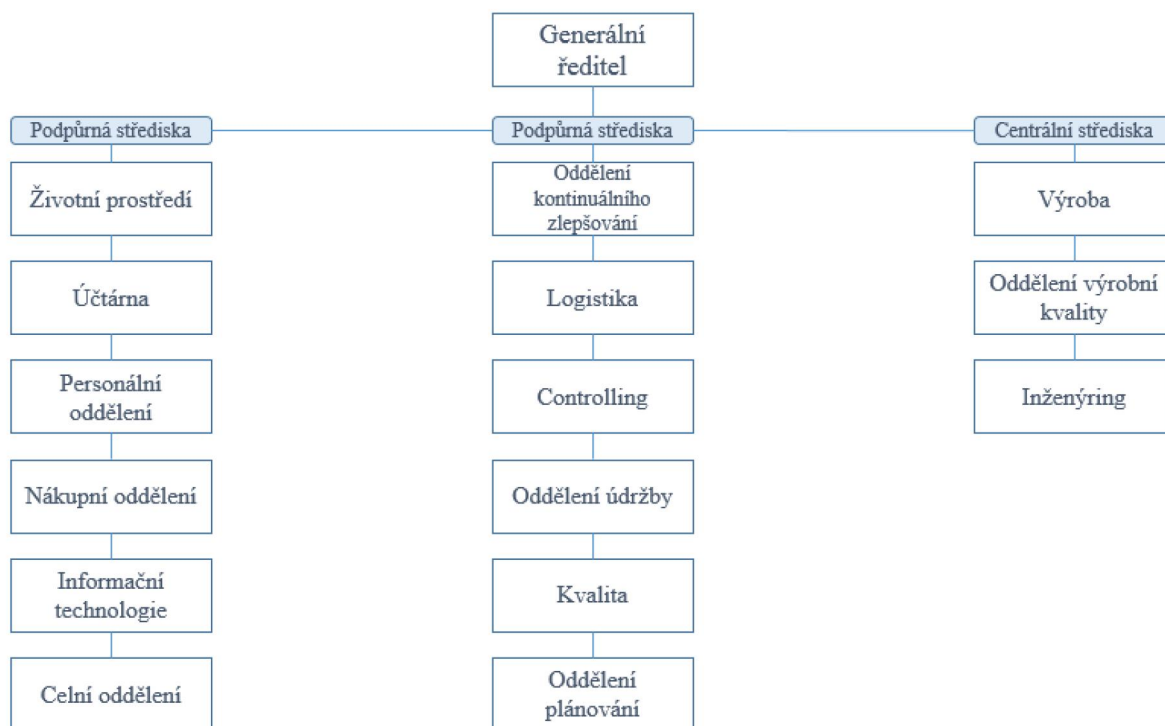 Generální
ředitel
Podpůrná střediska
Podpůrná střediska
Centrální střediska
Životní prostředí
Oddělení
kontinuálního
zlepšování
Výroba
Účtárna
Logistika
Oddělení výrobní
kvality
Personální
oddělení
Controlling
Inženýring
Nákupní oddělení
Oddělení údržby
Informační
technologie
Kvalita
Celní oddělení
Oddělení
plánování